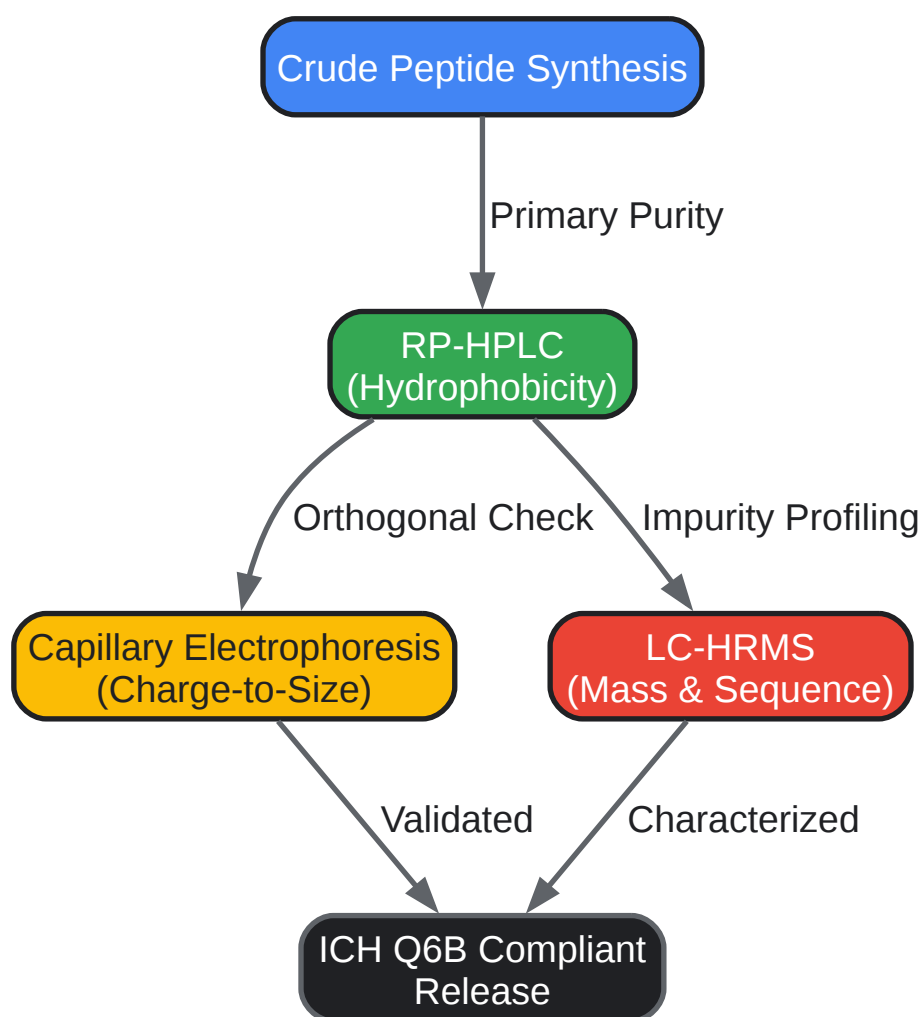 Crude Peptide Synthesis
Primary Purity
RP-HPLC
(Hydrophobicity)
Orthogonal Check
Impurity Profiling
Capillary Electrophoresis
(Charge-to-Size)
LC-HRMS
(Mass & Sequence)
Validated
Characterized
ICH Q6B Compliant
Release